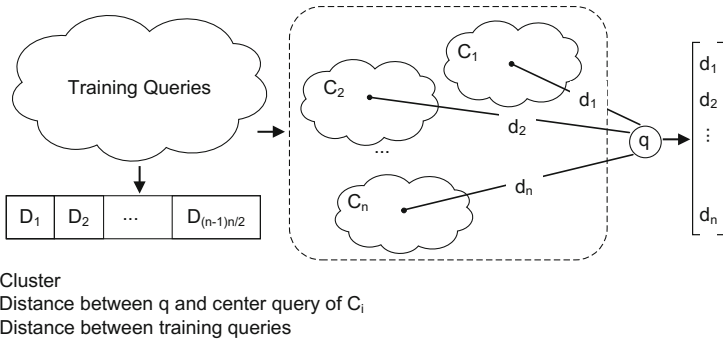 Training Queries
D₁ D₂ ... D₍ₙ₋₁₎ₙ/₂
C₁
C₂
...
Cₙ
d₁
d₂
dₙ
q
d₁
d₂
⋮
dₙ
Cluster
Distance between q and center query of Cᵢ
Distance between training queries